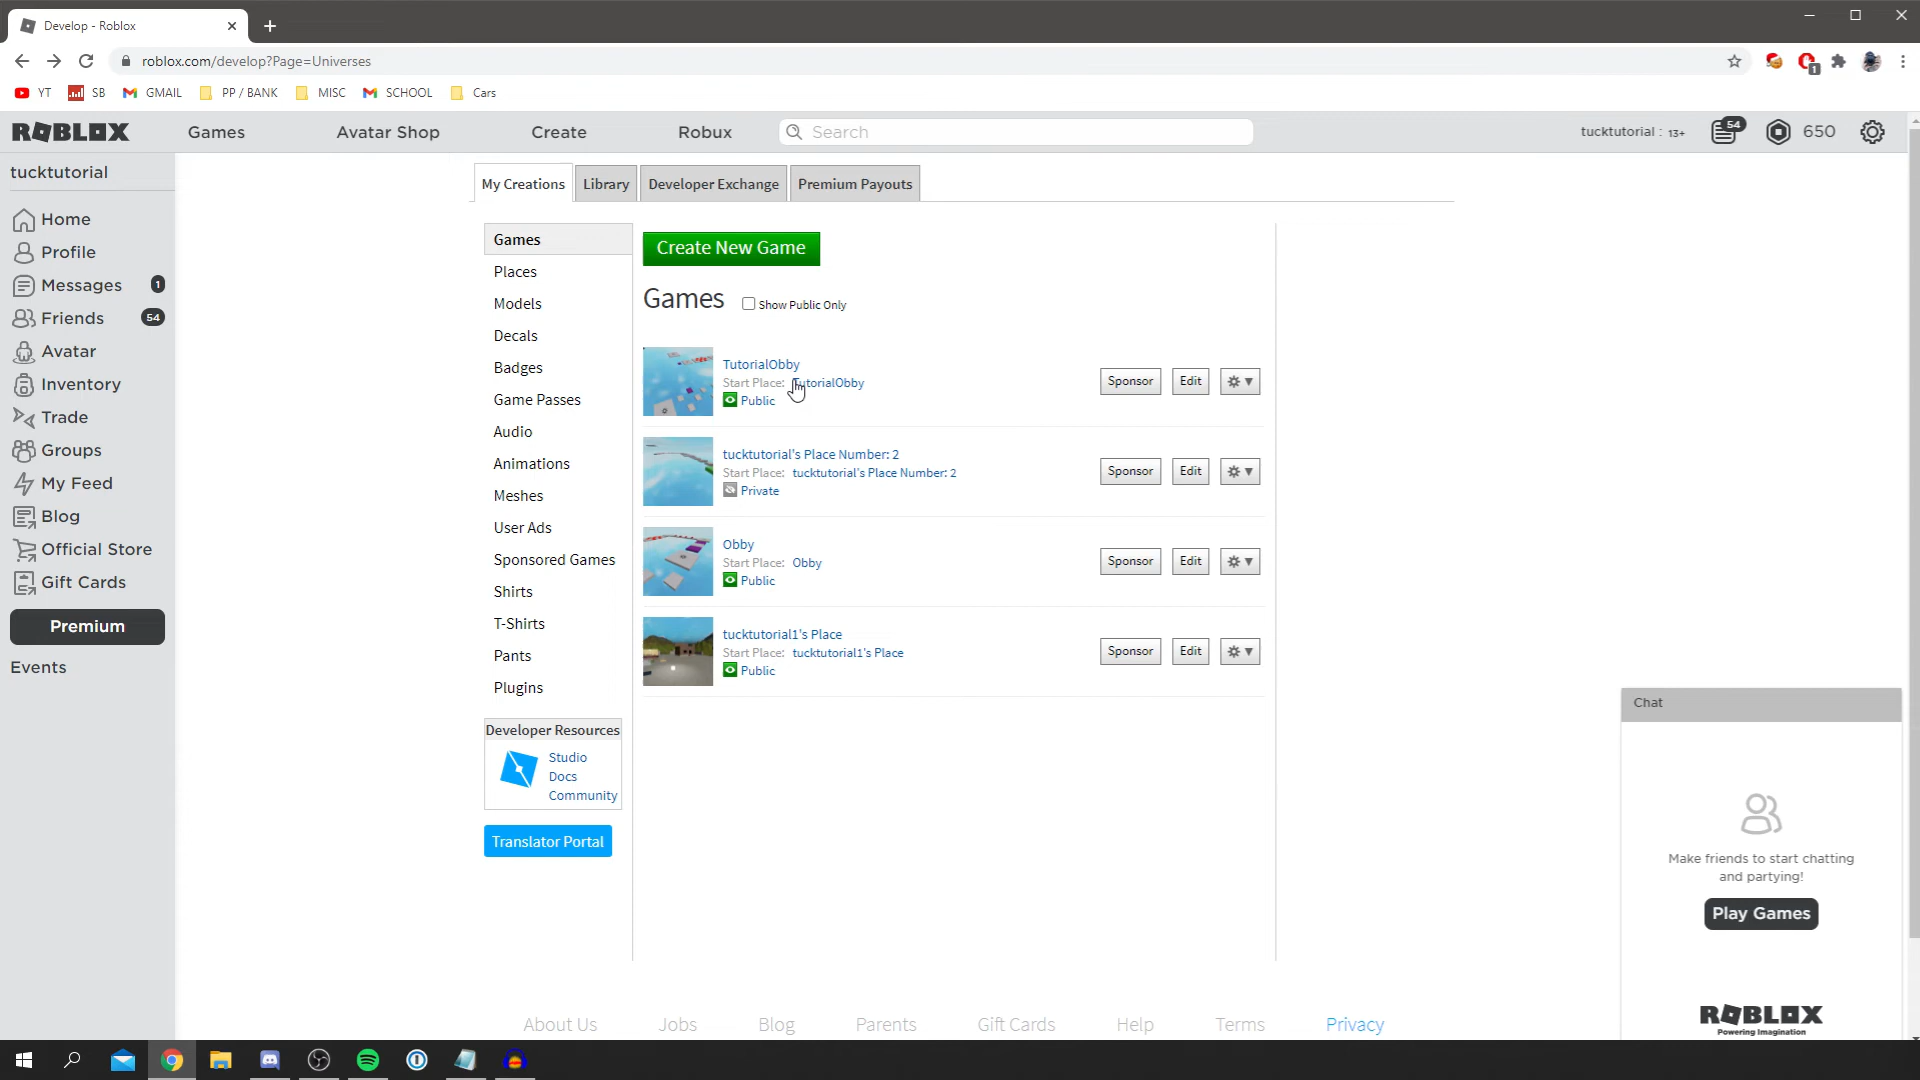 Develop - Roblox
roblox.com/develop?Page=Universes
1
YT
SB
GMAIL
PP / BANK
MISC
SCHOOL
Cars
ROBLOX
Games
Avatar Shop
Create
Robux
Search
tucktutorial : 13+
54
650
tucktutorial
Home
Profile
Messages 1
Friends 54
Avatar
Inventory
Trade
Groups
My Feed
Blog
Official Store
Gift Cards
Premium
Events
My Creations
Library
Developer Exchange
Premium Payouts
Games
Places
Models
Decals
Badges
Game Passes
Audio
Animations
Meshes
User Ads
Sponsored Games
Shirts
T-Shirts
Pants
Plugins
Developer Resources
Studio
Docs
Community
Translator Portal
Create New Game
Games
Show Public Only
TutorialObby
Start Place: TutorialObby
Public
Sponsor
Edit
tucktutorial's Place Number: 2
Start Place: tucktutorial's Place Number: 2
Private
Sponsor
Edit
Obby
Start Place: Obby
Public
Sponsor
Edit
tucktutorial1's Place
Start Place: tucktutorial1's Place
Public
Sponsor
Edit
Chat
Make friends to start chatting
and partying!
Play Games
ROBLOX
Powering Imagination
About Us
Jobs
Blog
Parents
Gift Cards
Help
Terms
Privacy